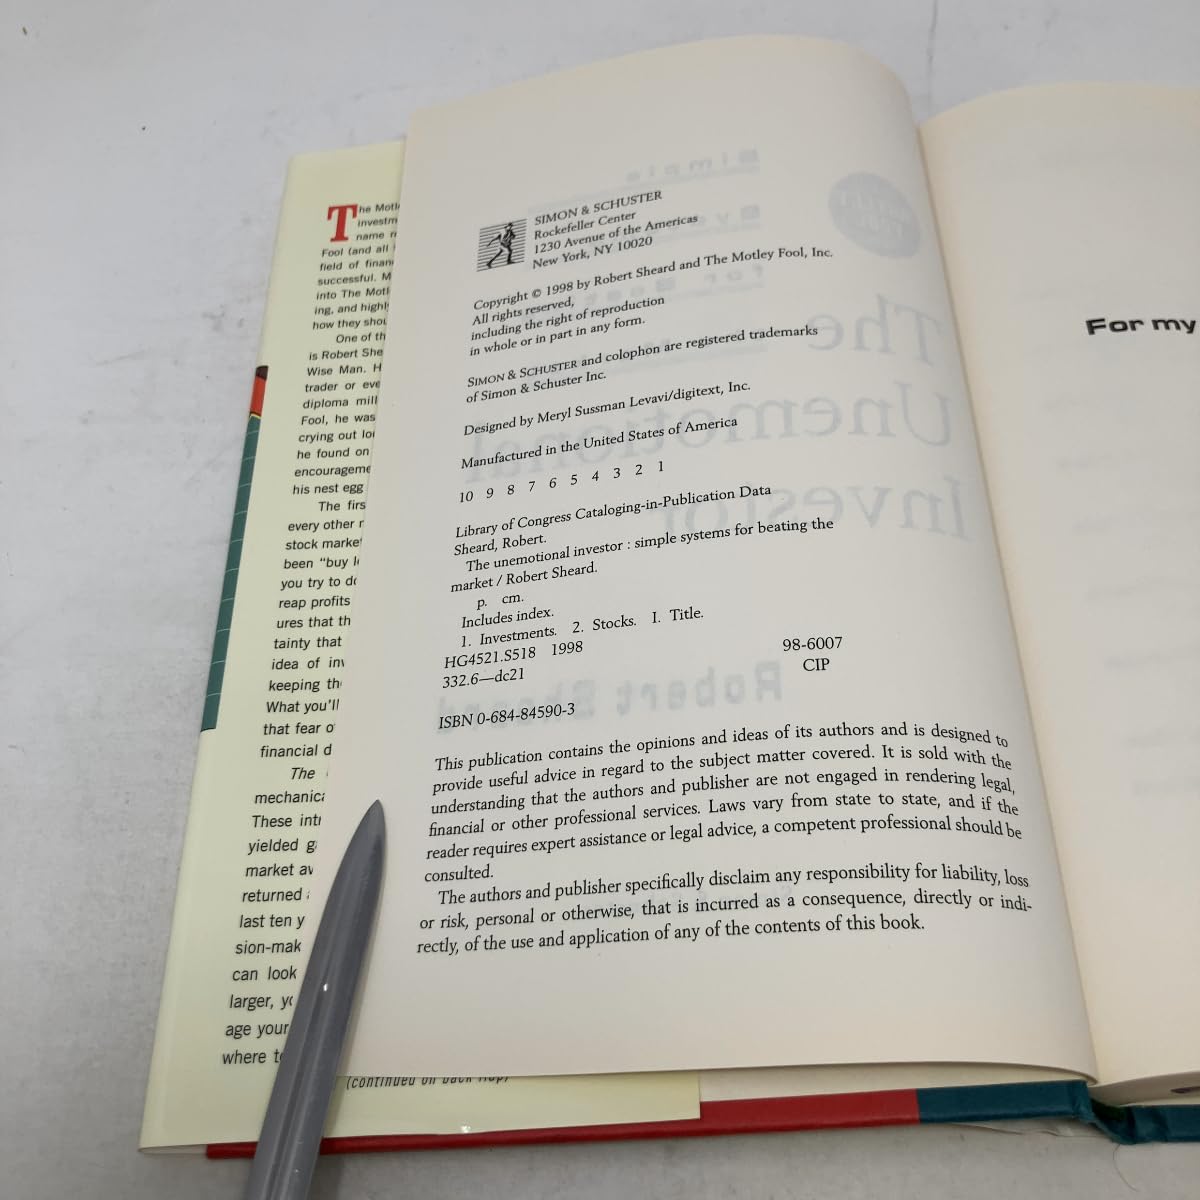 The Motl
investm
name
Fool (and all
field of finan
successful. M
into The Motl
ing, and highl
how they shou
One of th
is Robert She
Wise Man. H
trader or eve
diploma mill
Fool, he was
crying out lo
he found on
encourageme
his nest egg
The firs
every other
stock marke
been “buy l
you try to do
reap profits
ures that th
tainty that
idea of inv
keeping the
What you'll
that fear o
financial d
The
mechanica
These intr
yielded g
market av
returned
last ten y
sion-mak
can look
larger, yo
age your
where to
(continued on back flap)
SIMON & SCHUSTER
Rockefeller Center
1230 Avenue of the Americas
New York, NY 10020
Copyright © 1998 by Robert Sheard and The Motley Fool, Inc.
All rights reserved,
including the right of reproduction
in whole or in part in any form.
SIMON & SCHUSTER and colophon are registered trademarks
of Simon & Schuster Inc.
Designed by Meryl Sussman Levavi/digitext, Inc.
Manufactured in the United States of America
10 9 8 7 6 5 4 3 2 1
Library of Congress Cataloging-in-Publication Data
Sheard, Robert.
The unemotional investor : simple systems for beating the
market / Robert Sheard.
p. cm.
Includes index.
1. Investments. 2. Stocks. I. Title.
HG4521.S518 1998
332.6—dc21
98-6007
CIP
ISBN 0-684-84590-3
This publication contains the opinions and ideas of its authors and is designed to
provide useful advice in regard to the subject matter covered. It is sold with the
understanding that the authors and publisher are not engaged in rendering legal,
financial or other professional services. Laws vary from state to state, and if the
reader requires expert assistance or legal advice, a competent professional should be
consulted.
The authors and publisher specifically disclaim any responsibility for liability, loss
or risk, personal or otherwise, that is incurred as a consequence, directly or indi-
rectly, of the use and application of any of the contents of this book.
For my